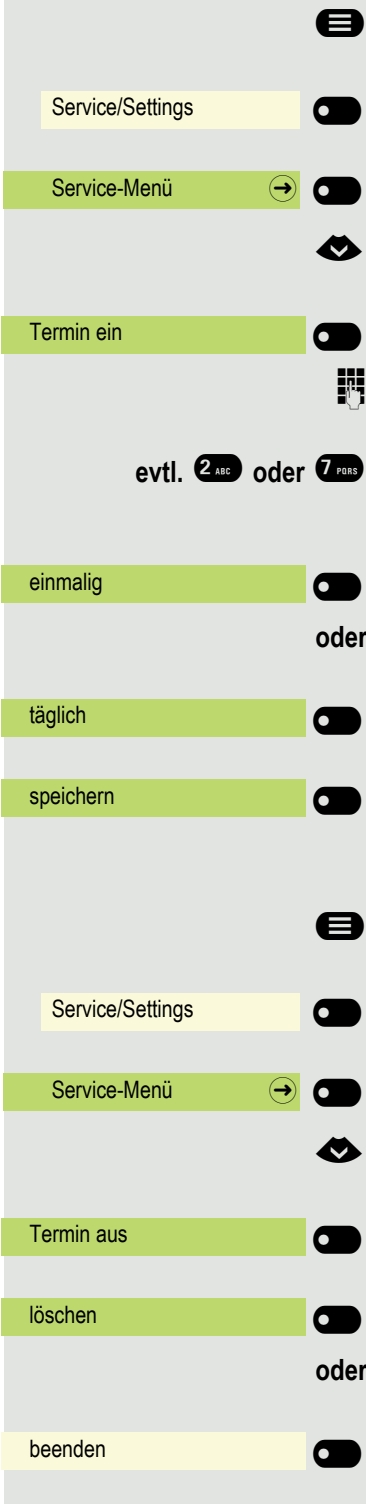 Service/Settings
Service-Menü
Termin ein
evtl. 2 ABC oder 7 PQRS
einmalig
oder
täglich
speichern
Service/Settings
Service-Menü
Termin aus
löschen
oder
beenden